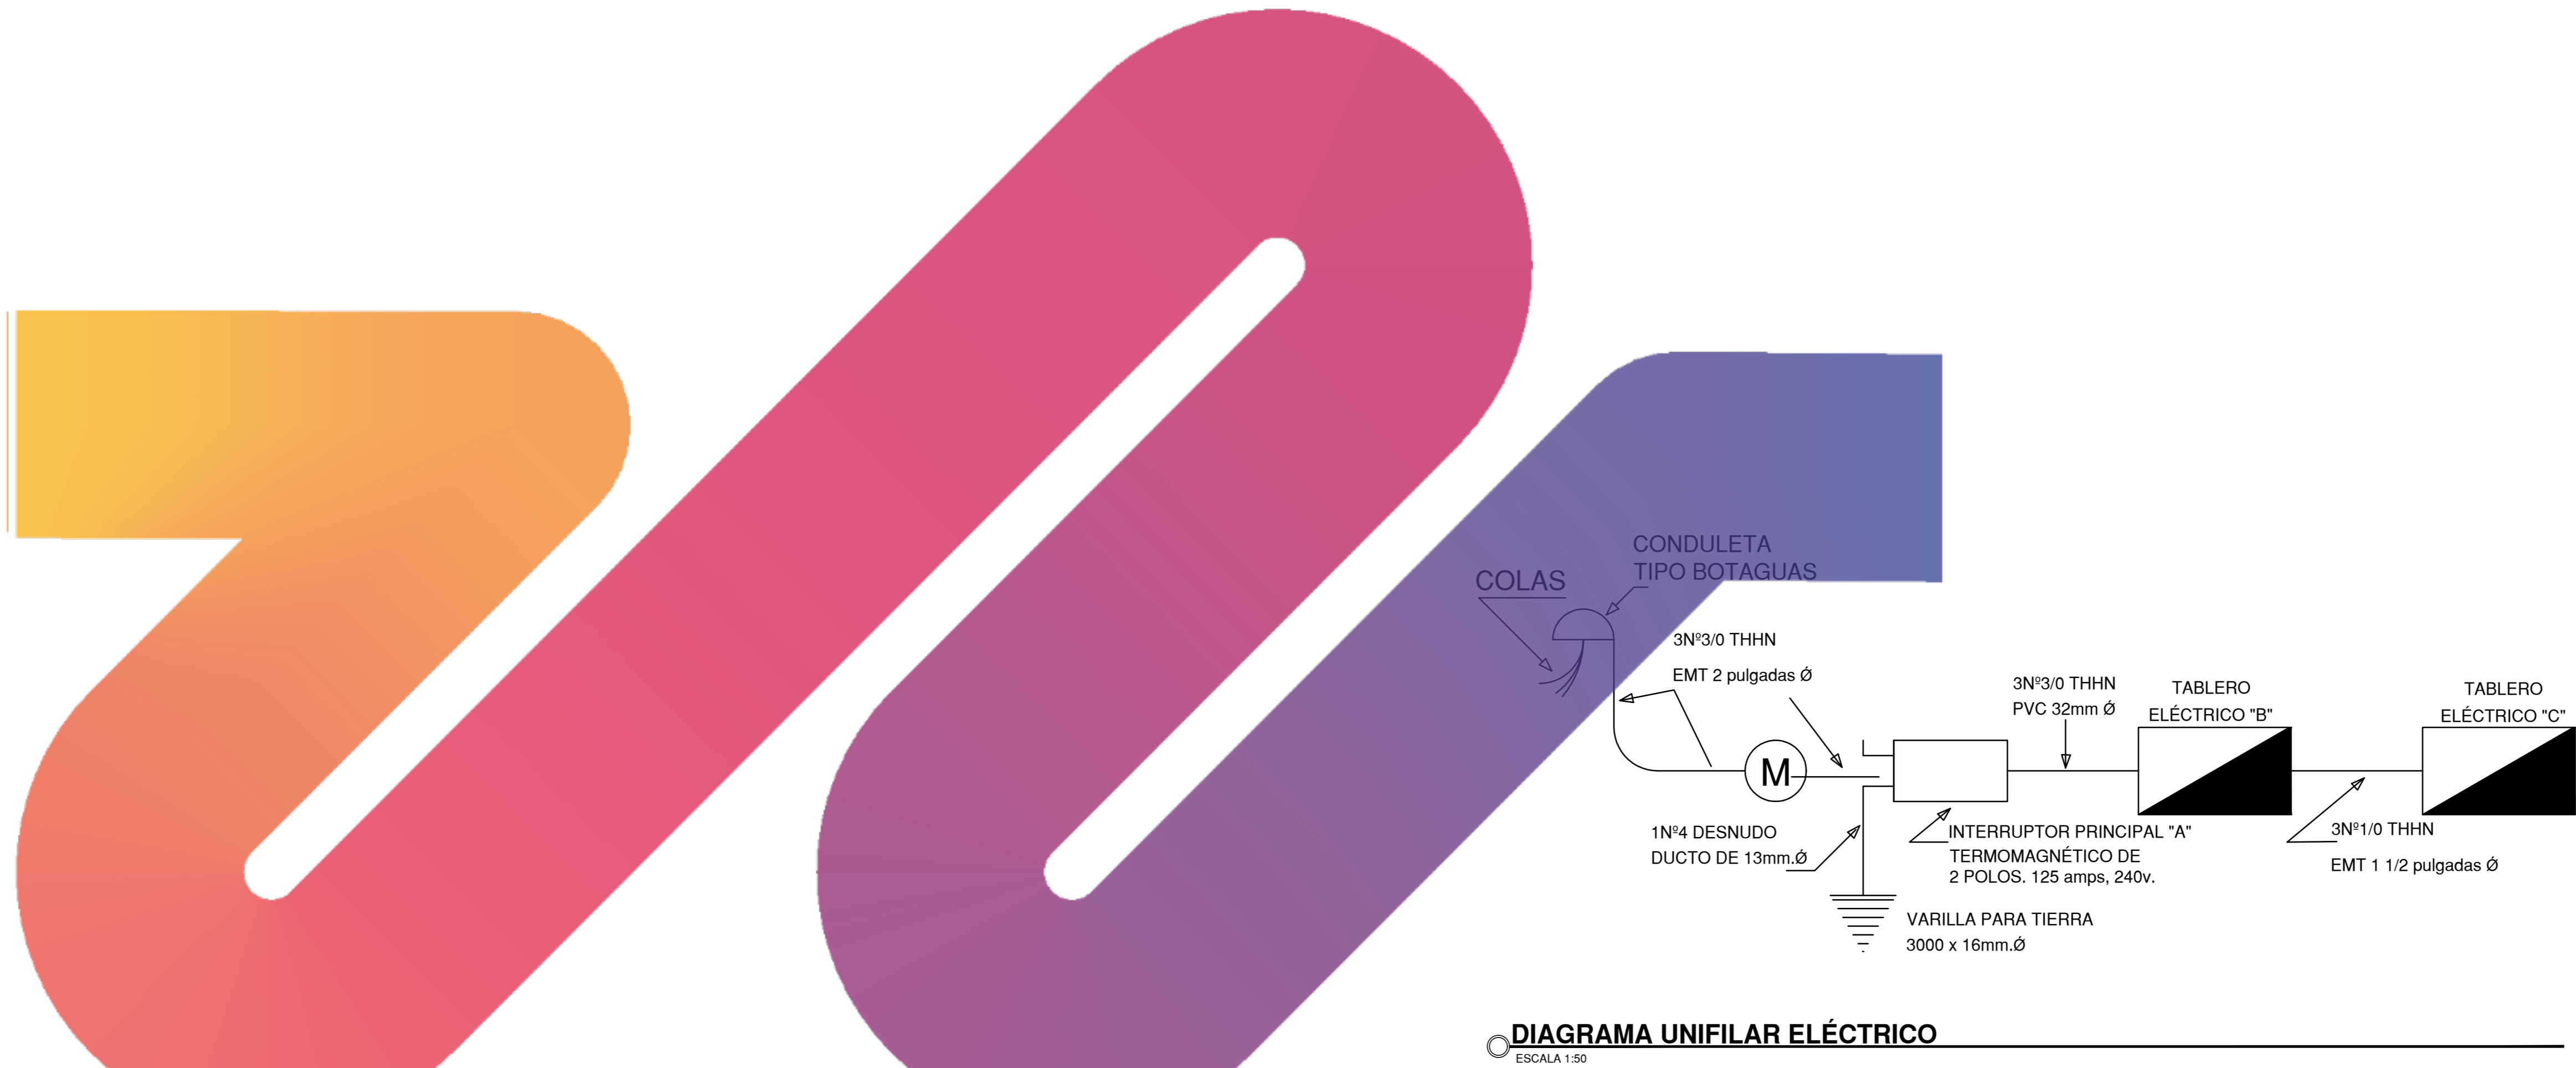 CONDULETA
TIPO BOTAGUAS
COLAS
3Nº3/0 THHN
EMT 2 pulgadas Ø
3Nº3/0 THHN
PVC 32mm Ø
TABLERO
ELÉCTRICO "B"
TABLERO
ELÉCTRICO "C"
M
1Nº4 DESNUDO
DUCTO DE 13mm.Ø
INTERRUPTOR PRINCIPAL "A"
TERMOMAGNÉTICO DE
2 POLOS. 125 amps, 240v.
3Nº1/0 THHN
EMT 1 1/2 pulgadas Ø
VARILLA PARA TIERRA
3000 x 16mm.Ø
DIAGRAMA UNIFILAR ELÉCTRICO
ESCALA 1:50